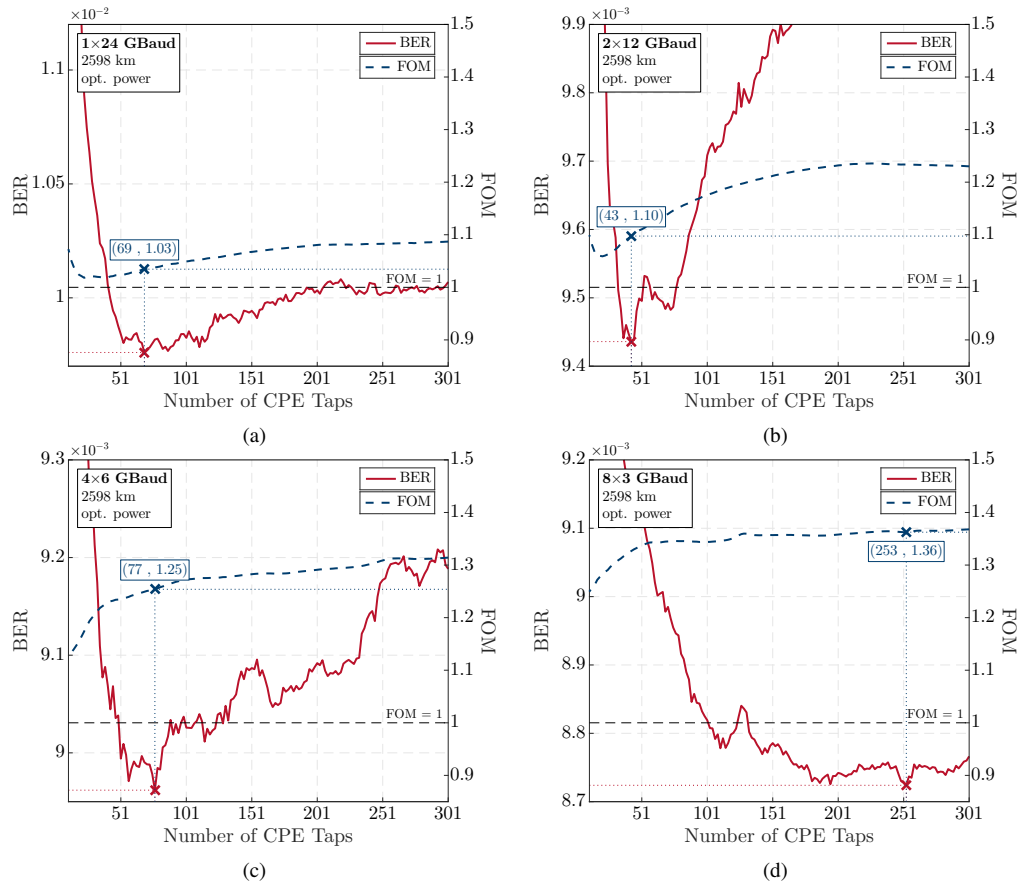 ×10⁻²
1×24 GBaud
2598 km
opt. power
BER
FOM
(69 , 1.03)
FOM = 1
1.1
1.05
1
1.5
1.4
1.3
1.2
1.1
1
0.9
BER
FOM
51 101 151 201 251 301
Number of CPE Taps
(a)
×10⁻³
2×12 GBaud
2598 km
opt. power
BER
FOM
(43 , 1.10)
FOM = 1
9.9
9.8
9.7
9.6
9.5
9.4
1.5
1.4
1.3
1.2
1.1
1
0.9
BER
FOM
51 101 151 201 251 301
Number of CPE Taps
(b)
×10⁻³
4×6 GBaud
2598 km
opt. power
BER
FOM
(77 , 1.25)
FOM = 1
9.3
9.2
9.1
9
1.5
1.4
1.3
1.2
1.1
1
0.9
BER
FOM
51 101 151 201 251 301
Number of CPE Taps
(c)
×10⁻³
8×3 GBaud
2598 km
opt. power
BER
FOM
(253 , 1.36)
FOM = 1
9.2
9.1
9
8.9
8.8
8.7
1.5
1.4
1.3
1.2
1.1
1
0.9
BER
FOM
51 101 151 201 251 301
Number of CPE Taps
(d)